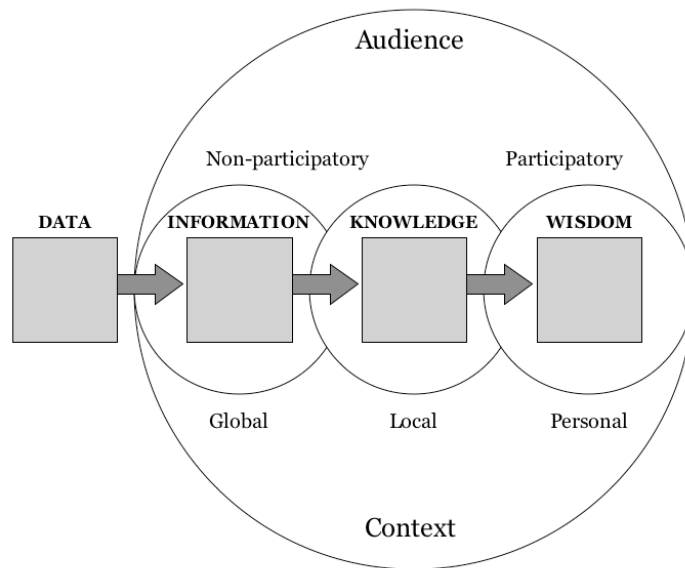 Audience
Non-participatory Participatory
DATA INFORMATION KNOWLEDGE WISDOM
Global Local Personal
Context